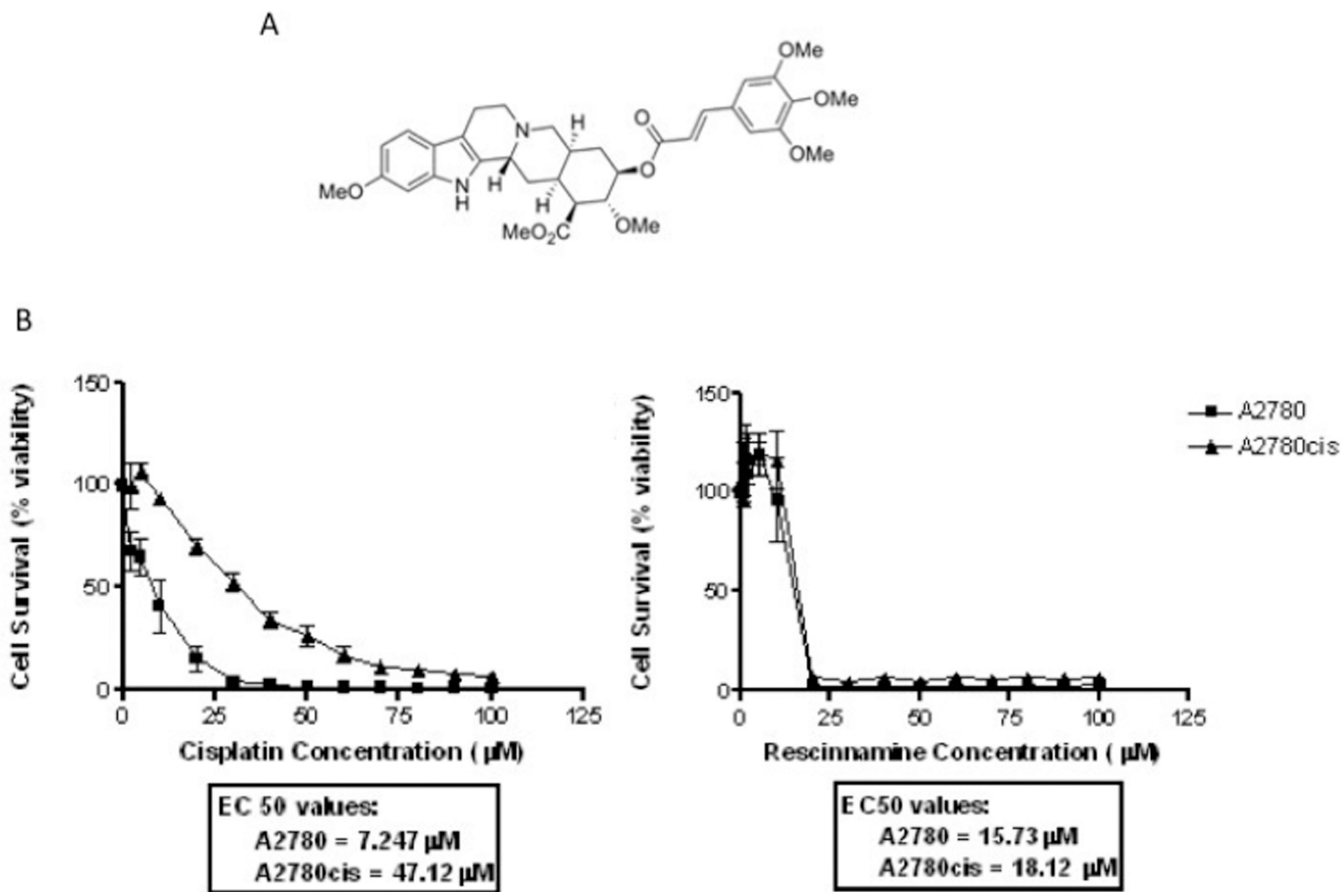 A
OMe
OMe
OMe
O
O
H
N
H
N
H
H
MeO
MeO₂C
OMe
B
Cell Survival (% viability)
150
100
50
0
0 25 50 75 100 125
Cisplatin Concentration ( µM)
EC 50 values:
A2780 = 7.247 µM
A2780cis = 47.12 µM
Cell Survival (% viability)
150
100
50
0
0 25 50 75 100 125
Rescinnamine Concentration ( µM)
A2780
A2780cis
EC50 values:
A2780 = 15.73 µM
A2780cis = 18.12 µM